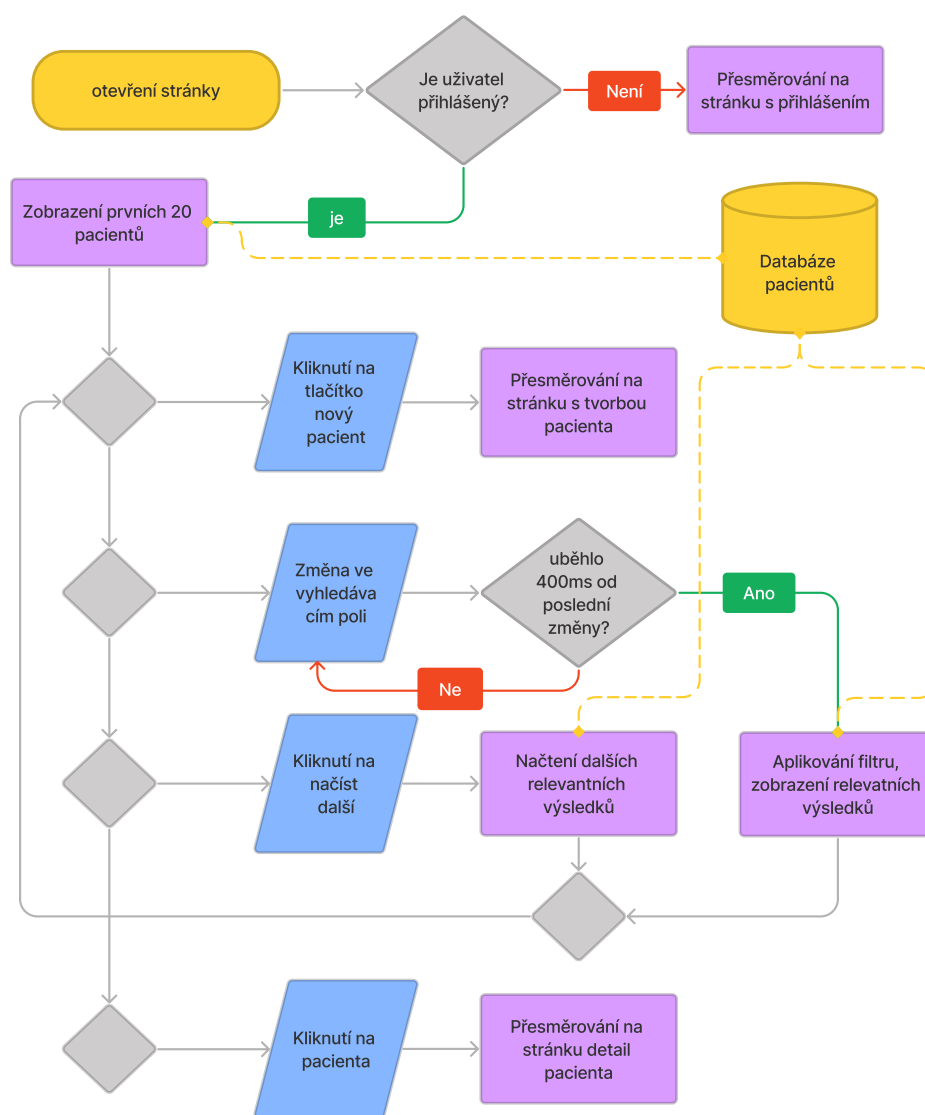 otevření stránky
Je uživatel
přihlášený?
Není
Přesměrování na
stránku s přihlášením
Zobrazení prvních 20
pacientů
je
Databáze
pacientů
Kliknutí na
tlačítko
nový
pacient
Přesměrování na
stránku s tvorbou
pacienta
Změna ve
vyhledáva
cím poli
uběhlo
400ms od
poslední
změny?
Ano
Ne
Kliknutí na
načíst
další
Načtení dalších
relevantních
výsledků
Aplikování filtru,
zobrazení relevatních
výsledků
Kliknutí na
pacienta
Přesměrování na
stránku detail
pacienta